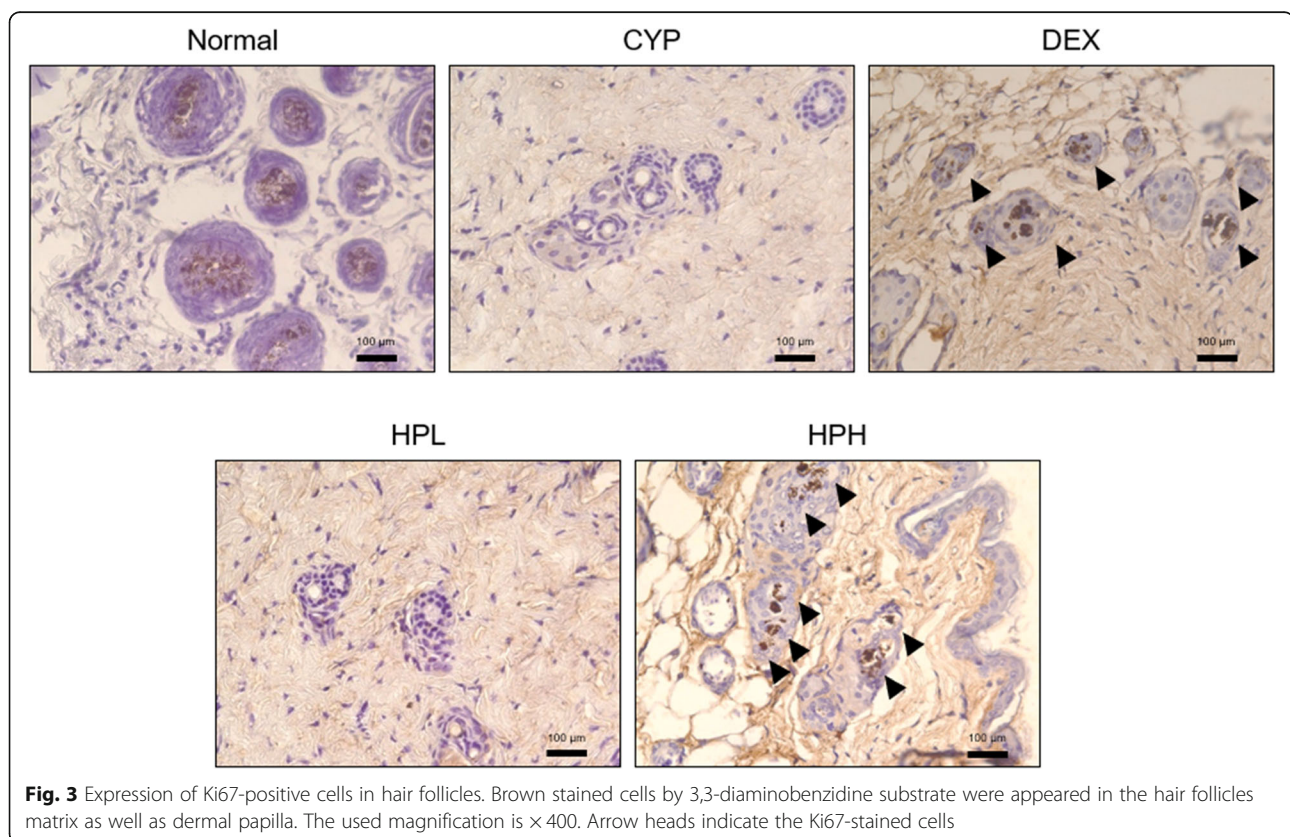 Normal
CYP
DEX
100 µm
100 µm
100 µm
HPL
HPH
100 µm
100 µm
Fig. 3 Expression of Ki67-positive cells in hair follicles. Brown stained cells by 3,3-diaminobenzidine substrate were appeared in the hair follicles
matrix as well as dermal papilla. The used magnification is × 400. Arrow heads indicate the Ki67-stained cells